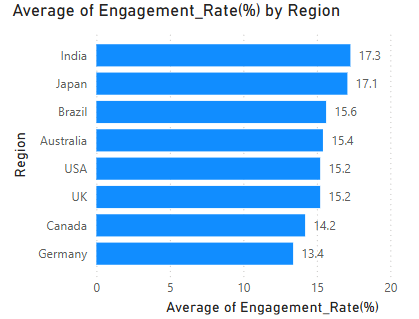 Average of Engagement_Rate(%) by Region
Region
India 17.3
Japan 17.1
Brazil 15.6
Australia 15.4
USA 15.2
UK 15.2
Canada 14.2
Germany 13.4
0 5 10 15 20
Average of Engagement_Rate(%)